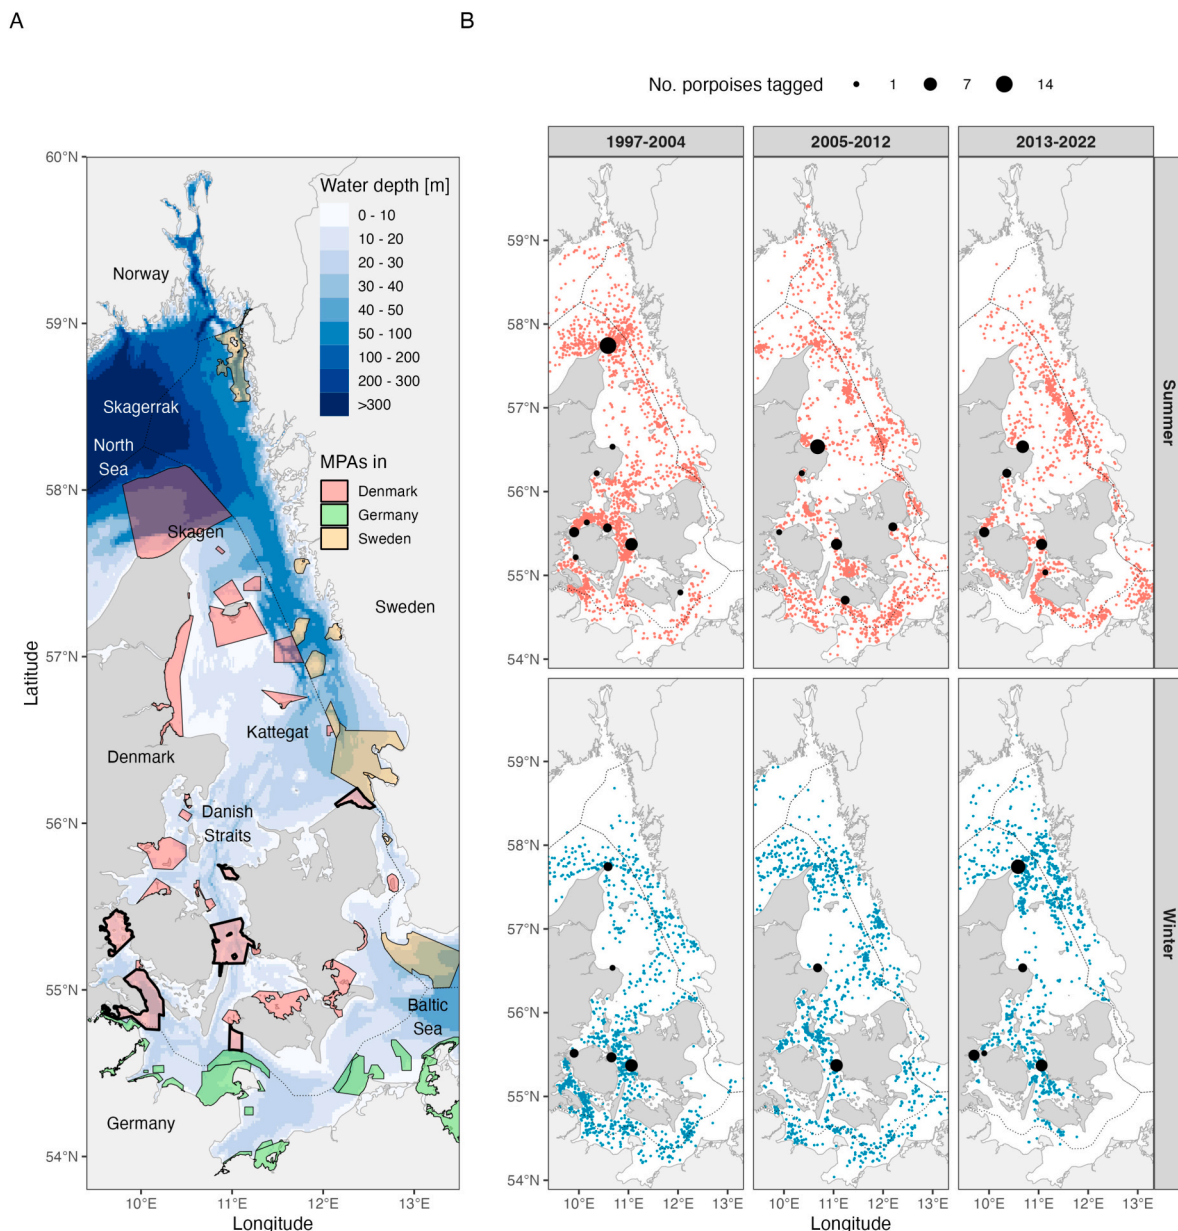 A
B
No. porpoises tagged 1 7 14
60°N
59°N
58°N
57°N
56°N
55°N
54°N
Latitude
10°E 11°E 12°E 13°E
Longitude
Water depth [m]
0 - 10
10 - 20
20 - 30
30 - 40
40 - 50
50 - 100
100 - 200
200 - 300
>300
MPAs in
Denmark
Germany
Sweden
Norway
Skagerrak
North
Sea
Skagen
Sweden
Kattegat
Denmark
Danish
Straits
Baltic
Sea
Germany
1997-2004 2005-2012 2013-2022
59°N
58°N
57°N
56°N
55°N
54°N
Summer
59°N
58°N
57°N
56°N
55°N
54°N
Winter
10°E 11°E 12°E 13°E 10°E 11°E 12°E 13°E 10°E 11°E 12°E 13°E
Longitude